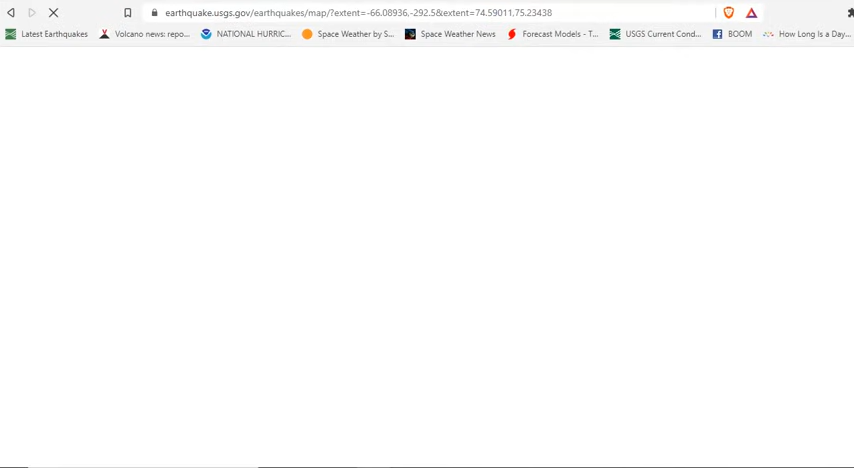 earthquake.usgs.gov/earthquakes/map/?extent=-66.08936,-292.5&extent=74.59011,75.23438
Latest Earthquakes Volcano news: repo... NATIONAL HURRIC... Space Weather by S... Space Weather News Forecast Models - T... USGS Current Cond... BOOM How Long Is a Day...